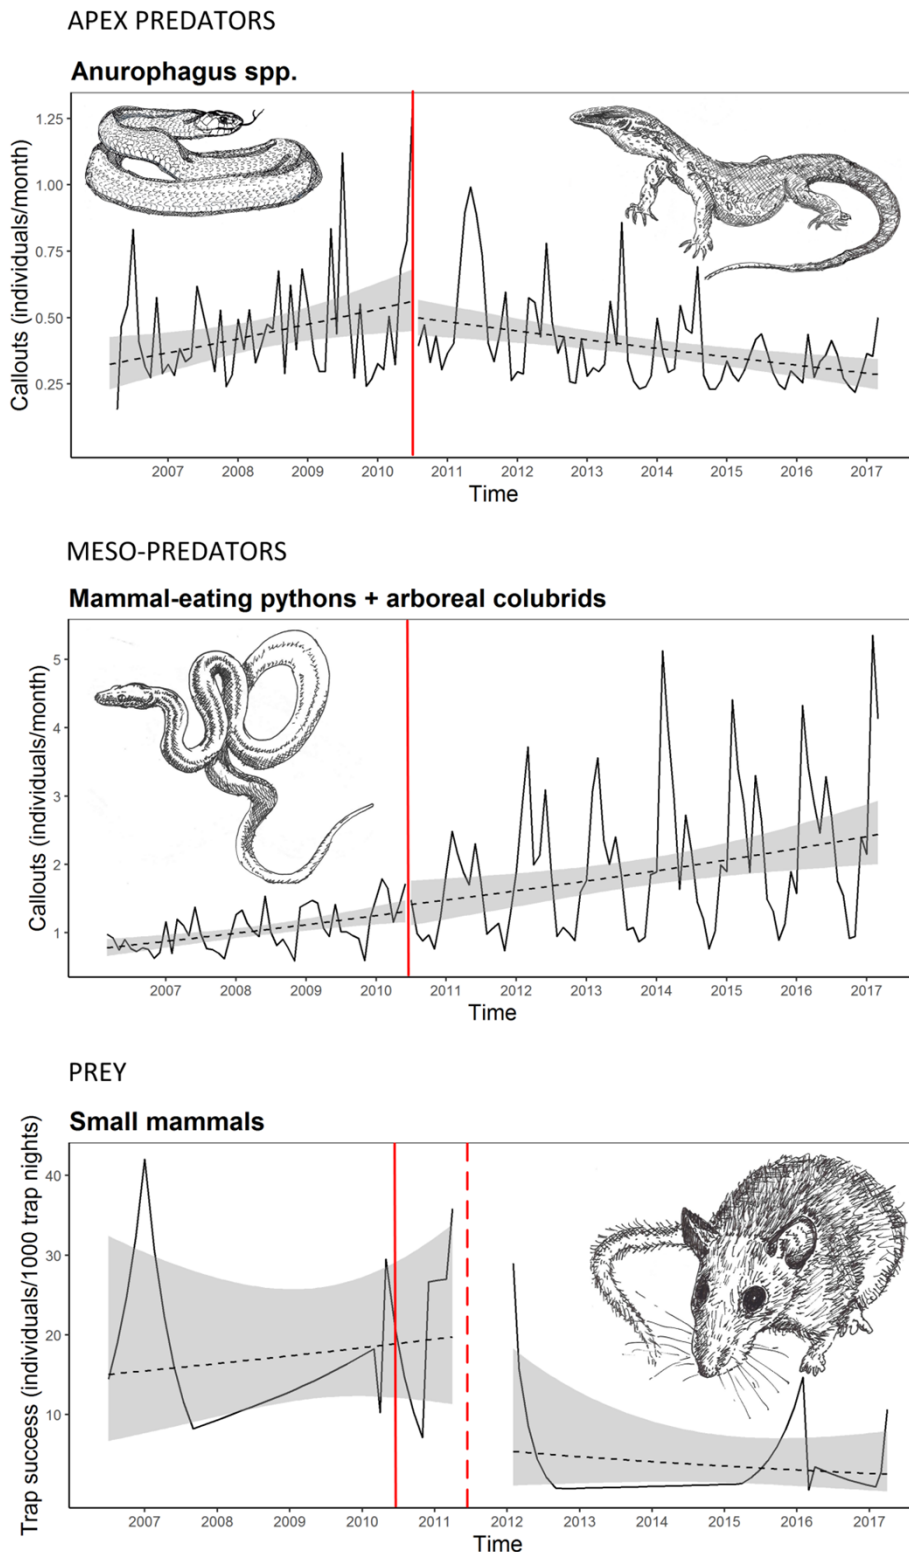 APEX PREDATORS
Anurophagus spp.
Callouts (individuals/month)
1.25
1.00
0.75
0.50
0.25
2007 2008 2009 2010 2011 2012 2013 2014 2015 2016 2017
Time
MESO-PREDATORS
Mammal-eating pythons + arboreal colubrids
Callouts (individuals/month)
5
4
3
2
1
2007 2008 2009 2010 2011 2012 2013 2014 2015 2016 2017
Time
PREY
Small mammals
Trap success (individuals/1000 trap nights)
40
30
20
10
2007 2008 2009 2010 2011 2012 2013 2014 2015 2016 2017
Time